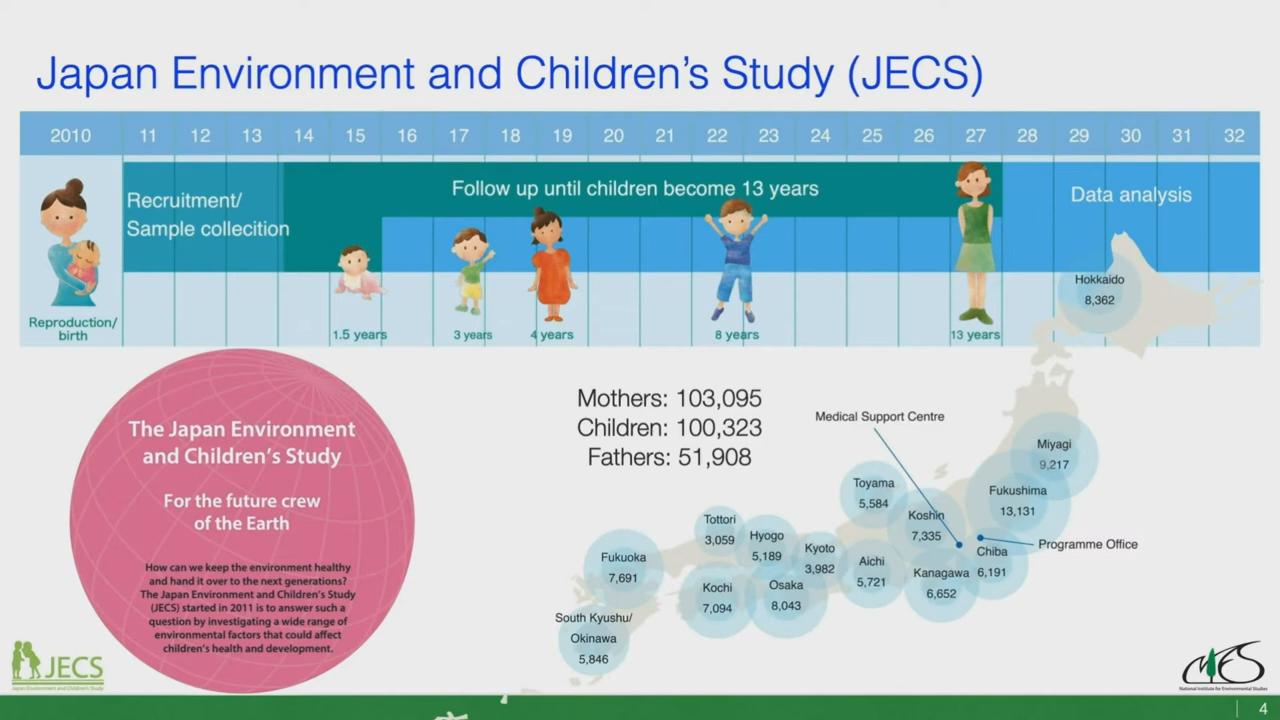 Japan Environment and Children's Study (JECS)
2010 11 12 13 14 15 16 17 18 19 20 21 22 23 24 25 26 27 28 29 30 31 32
Recruitment/
Sample collecition
Follow up until children become 13 years
Data analysis
Reproduction/
birth
1.5 years
3 years
4 years
8 years
13 years
Hokkaido
8,362
The Japan Environment
and Children's Study
For the future crew
of the Earth
How can we keep the environment healthy
and hand it over to the next generations?
The Japan Environment and Children's Study
(JECS) started in 2011 is to answer such a
question by investigating a wide range of
environmental factors that could affect
children's health and development.
Mothers: 103,095
Children: 100,323
Fathers: 51,908
Medical Support Centre
Miyagi
9,217
Fukushima
13,131
Toyama
5,584
Koshin
7,335
Programme Office
Chiba
6,191
Kanagawa
6,652
Aichi
5,721
Kyoto
3,982
Hyogo
5,189
Osaka
8,043
Tottori
3,059
Kochi
7,094
Fukuoka
7,691
South Kyushu/
Okinawa
5,846
JECS
Japan Environment and Children's Study
NIES
National Institute for Environmental Studies
4